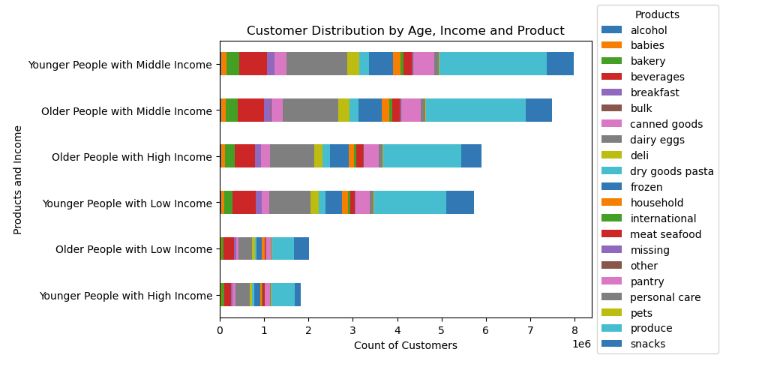 Customer Distribution by Age, Income and Product
Products and Income
Younger People with Middle Income
Older People with Middle Income
Older People with High Income
Younger People with Low Income
Older People with Low Income
Younger People with High Income
0 1 2 3 4 5 6 7 8
1e6
Count of Customers
Products
alcohol
babies
bakery
beverages
breakfast
bulk
canned goods
dairy eggs
deli
dry goods pasta
frozen
household
international
meat seafood
missing
other
pantry
personal care
pets
produce
snacks